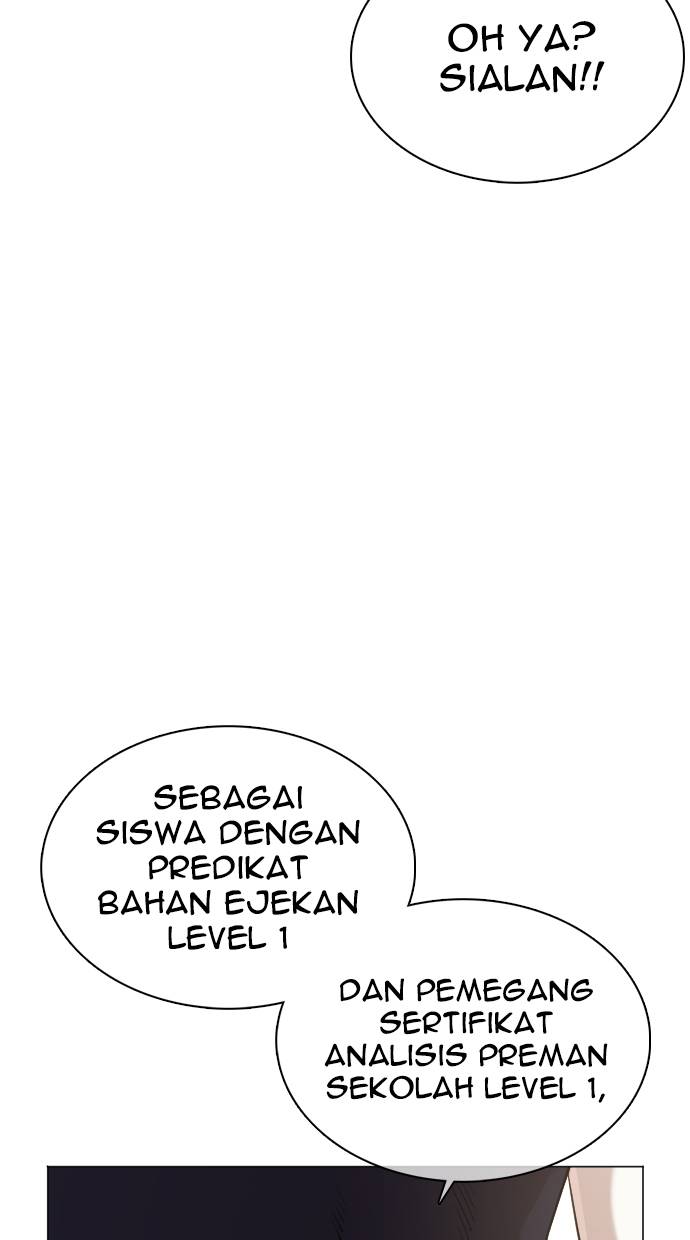 OH YA?
SIALAN!!
SEBAGAI
SISWA DENGAN
PREDIKAT
BAHAN EJEKAN
LEVEL 1
DAN PEMEGANG
SERTIFIKAT
ANALISIS PREMAN
SEKOLAH LEVEL 1,